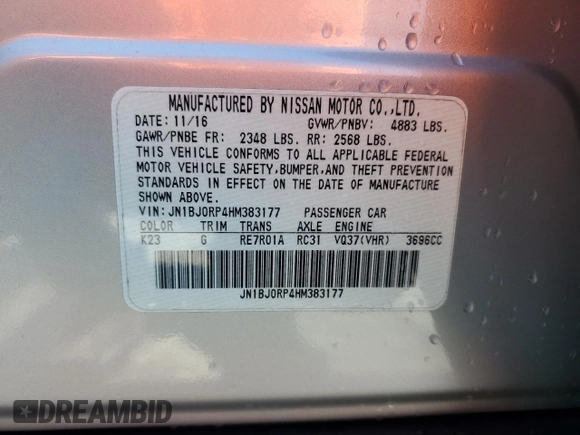 MANUFACTURED BY NISSAN MOTOR CO.,LTD.
DATE: 11/16 GVWR/PNBV: 4883 LBS.
GAWR/PNBE FR: 2348 LBS. RR: 2568 LBS.
THIS VEHICLE CONFORMS TO ALL APPLICABLE FEDERAL
MOTOR VEHICLE SAFETY,BUMPER,AND THEFT PREVENTION
STANDARDS IN EFFECT ON THE DATE OF MANUFACTURE
SHOWN ABOVE.
VIN: JN1BJ0RP4HM383177 PASSENGER CAR
COLOR TRIM TRANS AXLE ENGINE
K23 G RE7R01A RC31 VQ37(VHR) 3696CC
JN1BJ0RP4HM383177
DREAMBID